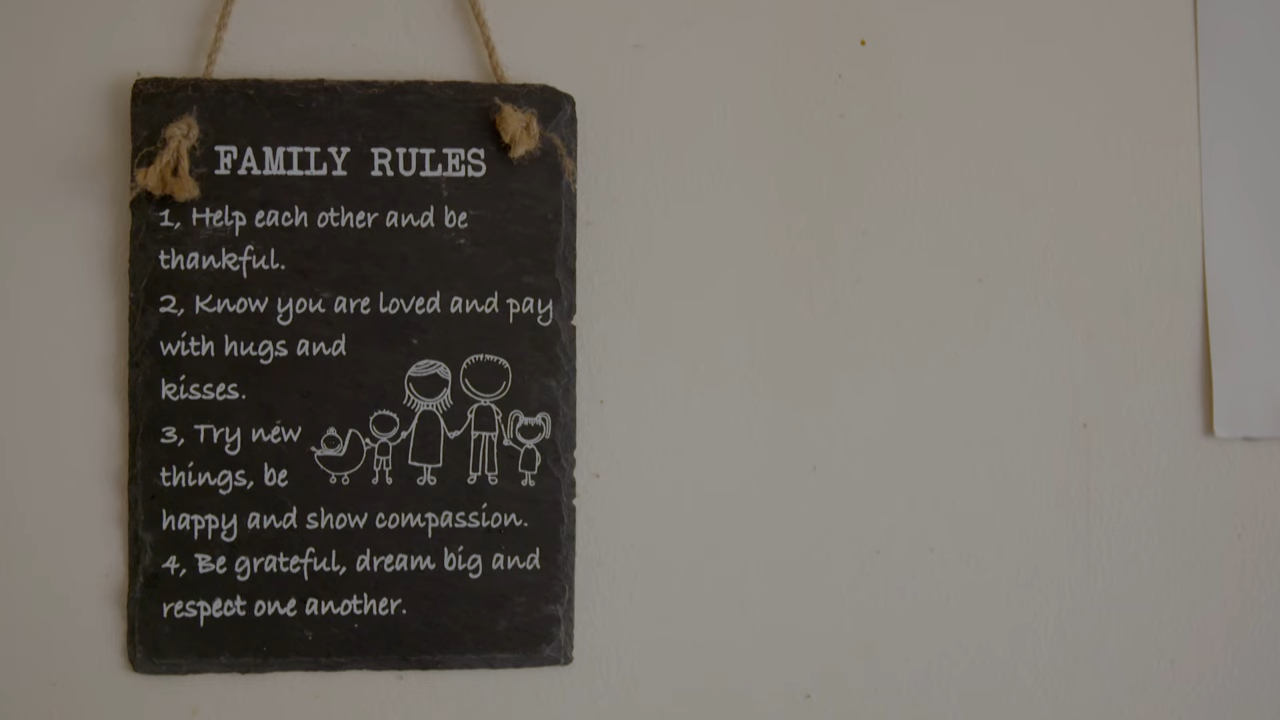 FAMILY RULES
1, Help each other and be
thankful.
2, Know you are loved and pay
with hugs and
kisses.
3, Try new
things, be
happy and show compassion.
4, Be grateful, dream big and
respect one another.